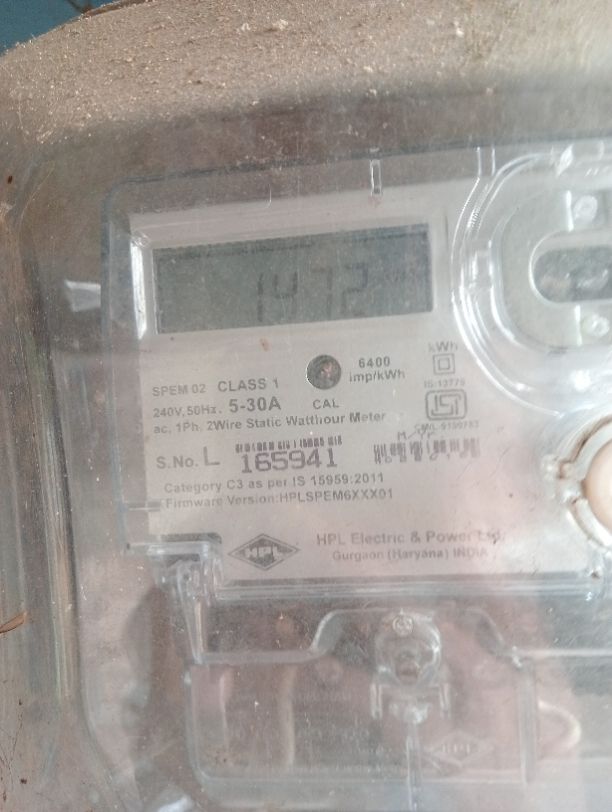 1472
kWh
6400
imp/kWh
SPEM 02 CLASS 1
IS:13779
240V,50Hz. 5-30A CAL
ac, 1Ph, 2Wire Static Watthour Meter
S.No. L 165941
Category C3 as per IS 15959:2011
Firmware Version:HPLSPEM6XXX01
HPL
HPL Electric & Power Ltd.
Gurgaon (Haryana) INDIA